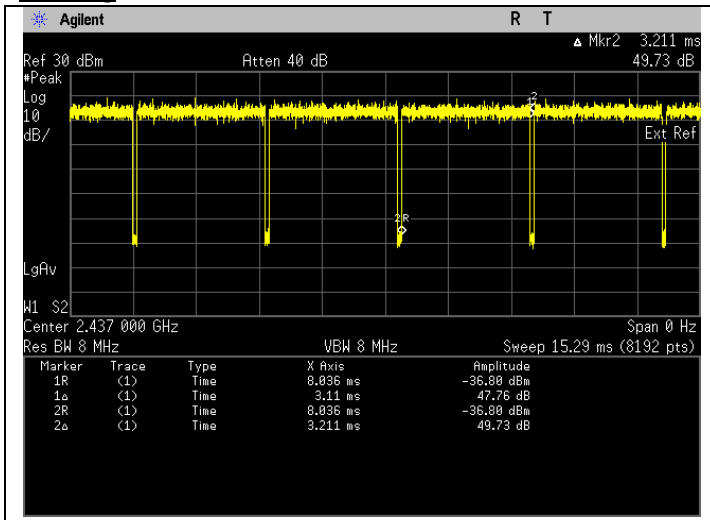 Agilent R T
Δ Mkr2 3.211 ms
Ref 30 dBm Atten 40 dB 49.73 dB
#Peak
Log
10
dB/
Ext Ref
2R
LgAv
W1 S2
Center 2.437 000 GHz Span 0 Hz
Res BW 8 MHz VBW 8 MHz Sweep 15.29 ms (8192 pts)
Marker Trace Type X Axis Amplitude
1R (1) Time 8.036 ms -36.80 dBm
1Δ (1) Time 3.11 ms 47.76 dB
2R (1) Time 8.036 ms -36.80 dBm
2Δ (1) Time 3.211 ms 49.73 dB